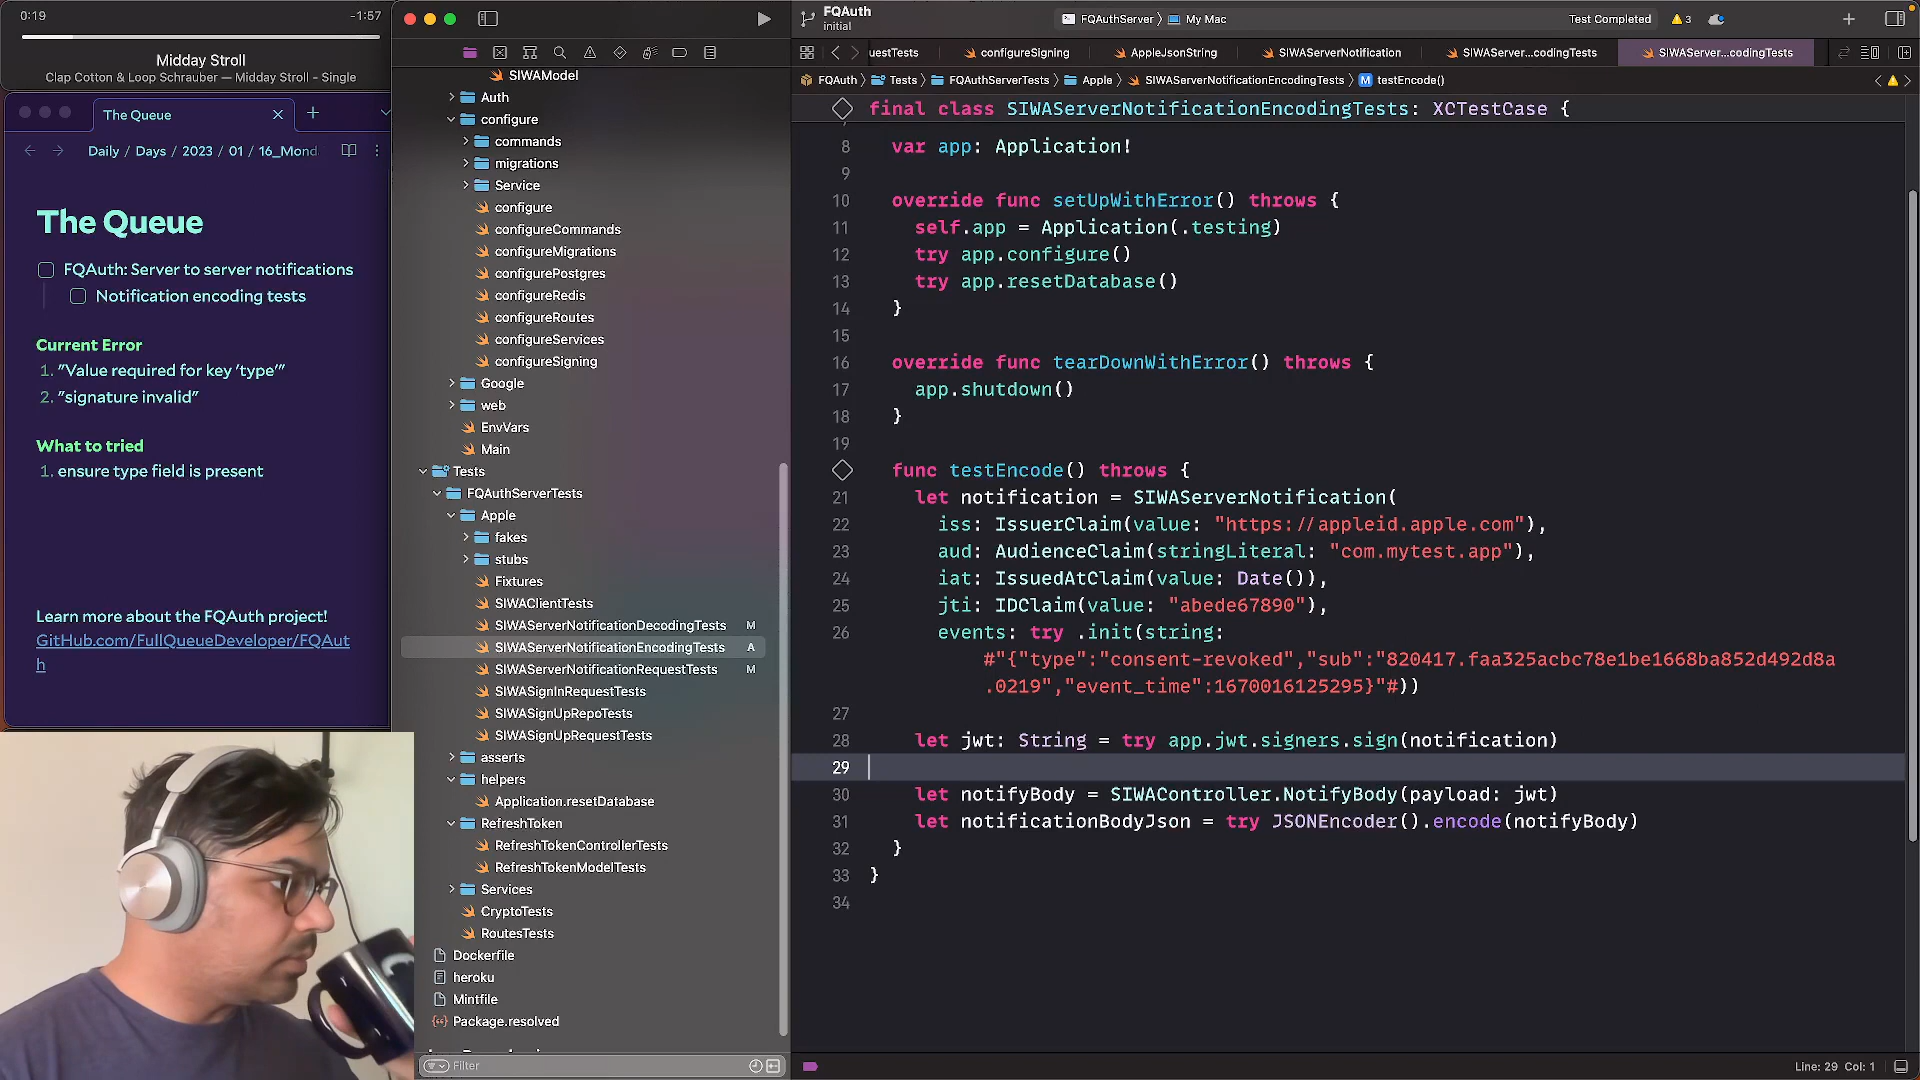 0:19
-1:57
Midday Stroll
Clap Cotton & Loop Schrauber — Midday Stroll - Single
The Queue
Daily / Days / 2023 / 01 / 16_Mond
The Queue
FQAuth: Server to server notifications
Notification encoding tests
Current Error
1. "Value required for key 'type'"
2. "signature invalid"
What to tried
1. ensure type field is present
Learn more about the FQAuth project!
GitHub.com/FullQueueDeveloper/FQAut
h
SIWAModel
Auth
configure
commands
migrations
Service
configure
configureCommands
configureMigrations
configurePostgres
configureRedis
configureRoutes
configureServices
configureSigning
Google
web
EnvVars
Main
Tests
FQAuthServerTests
Apple
fakes
stubs
Fixtures
SIWAClientTests
SIWAServerNotificationDecodingTests M
SIWAServerNotificationEncodingTests A
SIWAServerNotificationRequestTests M
SIWASignInRequestTests
SIWASignUpRepoTests
SIWASignUpRequestTests
asserts
helpers
Application.resetDatabase
RefreshToken
RefreshTokenControllerTests
RefreshTokenModelTests
Services
CryptoTests
RoutesTests
Dockerfile
heroku
Mintfile
Package.resolved
Filter
FQAuth
initial
FQAuthServer My Mac
Test Completed
3
uestTests
configureSigning
AppleJsonString
SIWAServerNotification
SIWAServer...codingTests
SIWAServer...codingTests
FQAuth Tests FQAuthServerTests Apple SIWAServerNotificationEncodingTests M testEncode()
final class SIWAServerNotificationEncodingTests: XCTestCase {
8 var app: Application!
9
10 override func setUpWithError() throws {
11 self.app = Application(.testing)
12 try app.configure()
13 try app.resetDatabase()
14 }
15
16 override func tearDownWithError() throws {
17 app.shutdown()
18 }
19
func testEncode() throws {
21 let notification = SIWAServerNotification(
22 iss: IssuerClaim(value: "https://appleid.apple.com"),
23 aud: AudienceClaim(stringLiteral: "com.mytest.app"),
24 iat: IssuedAtClaim(value: Date()),
25 jti: IDClaim(value: "abede67890"),
26 events: try .init(string:
#"{"type":"consent-revoked","sub":"820417.faa325acbc78e1be1668ba852d492d8a
.0219","event_time":1670016125295}"#))
27
28 let jwt: String = try app.jwt.signers.sign(notification)
29
30 let notifyBody = SIWAController.NotifyBody(payload: jwt)
31 let notificationBodyJson = try JSONEncoder().encode(notifyBody)
32 }
33 }
34
Line: 29 Col: 1